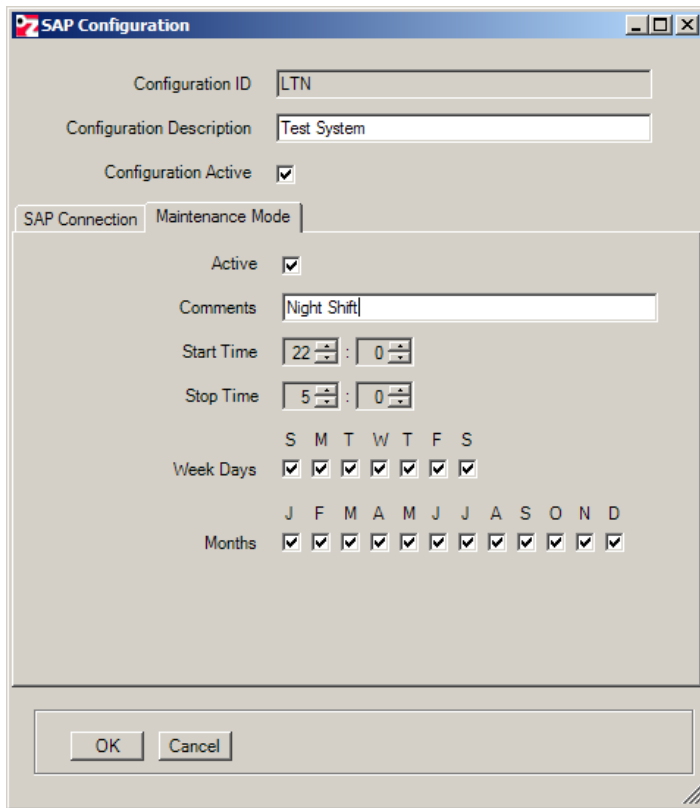 SAP Configuration
Configuration ID LTN
Configuration Description Test System
Configuration Active
SAP Connection Maintenance Mode
Active
Comments Night Shift
Start Time 22 : 0
Stop Time 5 : 0
S M T W T F S
Week Days
J F M A M J J A S O N D
Months
OK Cancel